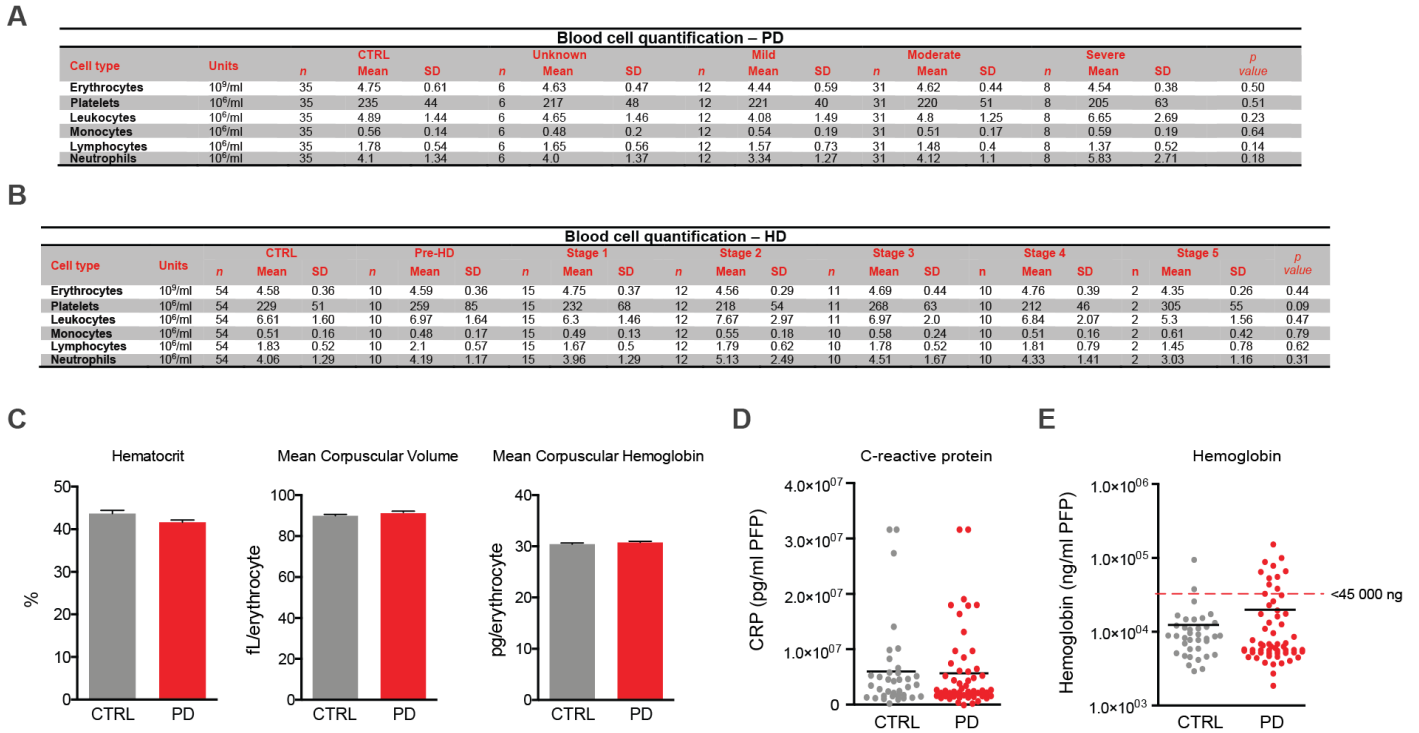 A
Blood cell quantification – PD
CTRL Unknown Mild Moderate Severe
Cell type Units n Mean SD n Mean SD n Mean SD n Mean SD n Mean SD p value
Erythrocytes 10⁹/ml 35 4.75 0.61 6 4.63 0.47 12 4.44 0.59 31 4.62 0.44 8 4.54 0.38 0.50
Platelets 10⁶/ml 35 235 44 6 217 48 12 221 40 31 220 51 8 205 63 0.51
Leukocytes 10⁶/ml 35 4.89 1.44 6 4.65 1.46 12 4.08 1.49 31 4.8 1.25 8 6.65 2.69 0.23
Monocytes 10⁶/ml 35 0.56 0.14 6 0.48 0.2 12 0.54 0.19 31 0.51 0.17 8 0.59 0.19 0.64
Lymphocytes 10⁶/ml 35 1.78 0.54 6 1.65 0.56 12 1.57 0.73 31 1.48 0.4 8 1.37 0.52 0.14
Neutrophils 10⁶/ml 35 4.1 1.34 6 4.0 1.37 12 3.34 1.27 31 4.12 1.1 8 5.83 2.71 0.18
B
Blood cell quantification – HD
CTRL Pre-HD Stage 1 Stage 2 Stage 3 Stage 4 Stage 5
Cell type Units n Mean SD n Mean SD n Mean SD n Mean SD n Mean SD n Mean SD n Mean SD p value
Erythrocytes 10⁹/ml 54 4.58 0.36 10 4.59 0.36 15 4.75 0.37 12 4.56 0.29 11 4.69 0.44 10 4.76 0.39 2 4.35 0.26 0.44
Platelets 10⁶/ml 54 229 51 10 259 85 15 232 68 12 218 54 11 268 63 10 212 46 2 305 55 0.09
Leukocytes 10⁶/ml 54 6.61 1.60 10 6.97 1.64 15 6.3 1.46 12 7.67 2.97 11 6.97 2.0 10 6.84 2.07 2 5.3 1.56 0.47
Monocytes 10⁶/ml 54 0.51 0.16 10 0.48 0.17 15 0.49 0.13 12 0.55 0.18 10 0.58 0.24 10 0.51 0.16 2 0.61 0.42 0.79
Lymphocytes 10⁶/ml 54 1.83 0.52 10 2.1 0.57 15 1.67 0.5 12 1.79 0.62 10 1.78 0.52 10 1.81 0.79 2 1.45 0.78 0.62
Neutrophils 10⁶/ml 54 4.06 1.29 10 4.19 1.17 15 3.96 1.29 12 5.13 2.49 10 4.51 1.67 10 4.33 1.41 2 3.03 1.16 0.31
C
Hematocrit
%
50
40
30
20
10
0
CTRL PD
Mean Corpuscular Volume
fL/erythrocyte
100
80
60
40
20
0
CTRL PD
Mean Corpuscular Hemoglobin
pg/erythrocyte
40
30
20
10
0
CTRL PD
D
C-reactive protein
CRP (pg/ml PFP)
4.0×10⁰⁷
3.0×10⁰⁷
2.0×10⁰⁷
1.0×10⁰⁷
0
CTRL PD
E
Hemoglobin
Hemoglobin (ng/ml PFP)
1.0×10⁰⁶
1.0×10⁰⁵
1.0×10⁰⁴
1.0×10⁰³
<45 000 ng
CTRL PD